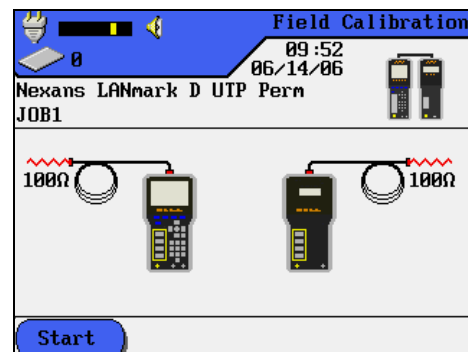 Field Calibration
0
09:52
06/14/06
Nexans LANmark D UTP Perm
JOB1
100Ω
100Ω
Start